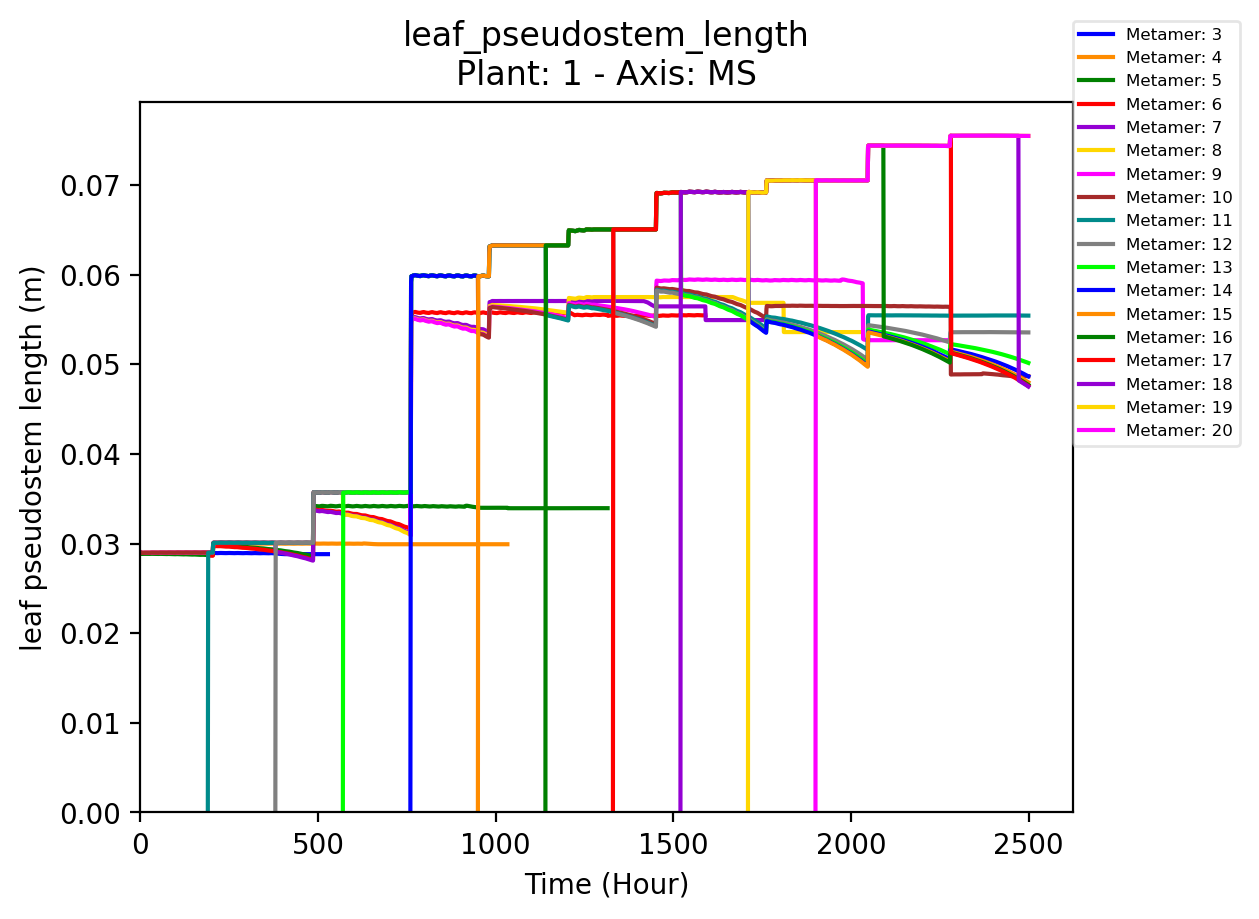 leaf_pseudostem_length
Plant: 1 - Axis: MS
Metamer: 3
Metamer: 4
Metamer: 5
Metamer: 6
Metamer: 7
Metamer: 8
Metamer: 9
Metamer: 10
Metamer: 11
Metamer: 12
Metamer: 13
Metamer: 14
Metamer: 15
Metamer: 16
Metamer: 17
Metamer: 18
Metamer: 19
Metamer: 20
leaf pseudostem length (m)
0.07
0.06
0.05
0.04
0.03
0.02
0.01
0.00
0 500 1000 1500 2000 2500
Time (Hour)